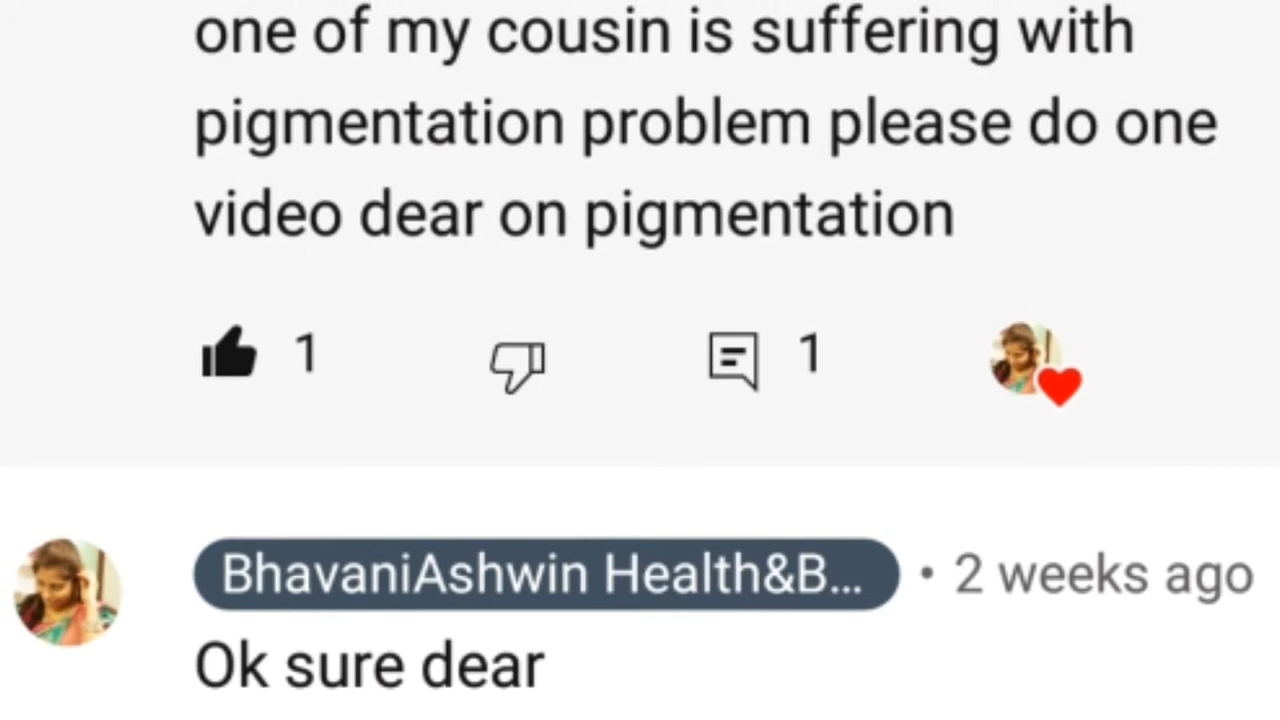 one of my cousin is suffering with
pigmentation problem please do one
video dear on pigmentation
1 1
BhavaniAshwin Health&B... • 2 weeks ago
Ok sure dear